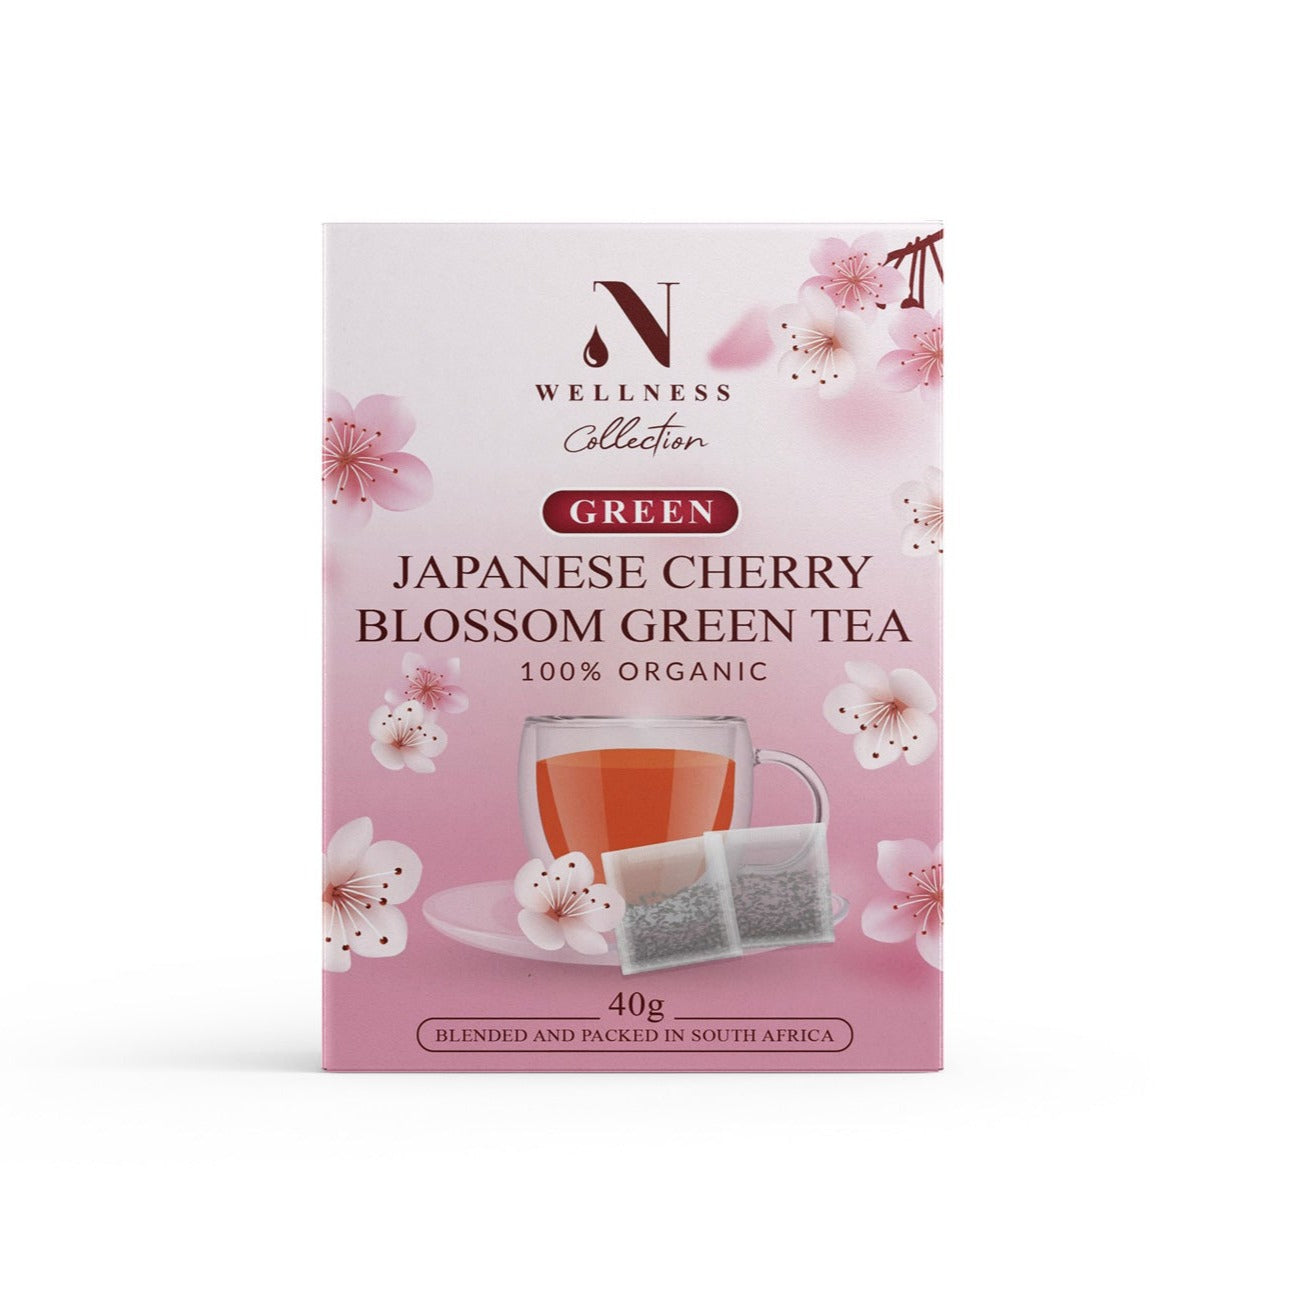 N
WELLNESS
Collection
GREEN
JAPANESE CHERRY
BLOSSOM GREEN TEA
100% ORGANIC
40g
BLENDED AND PACKED IN SOUTH AFRICA